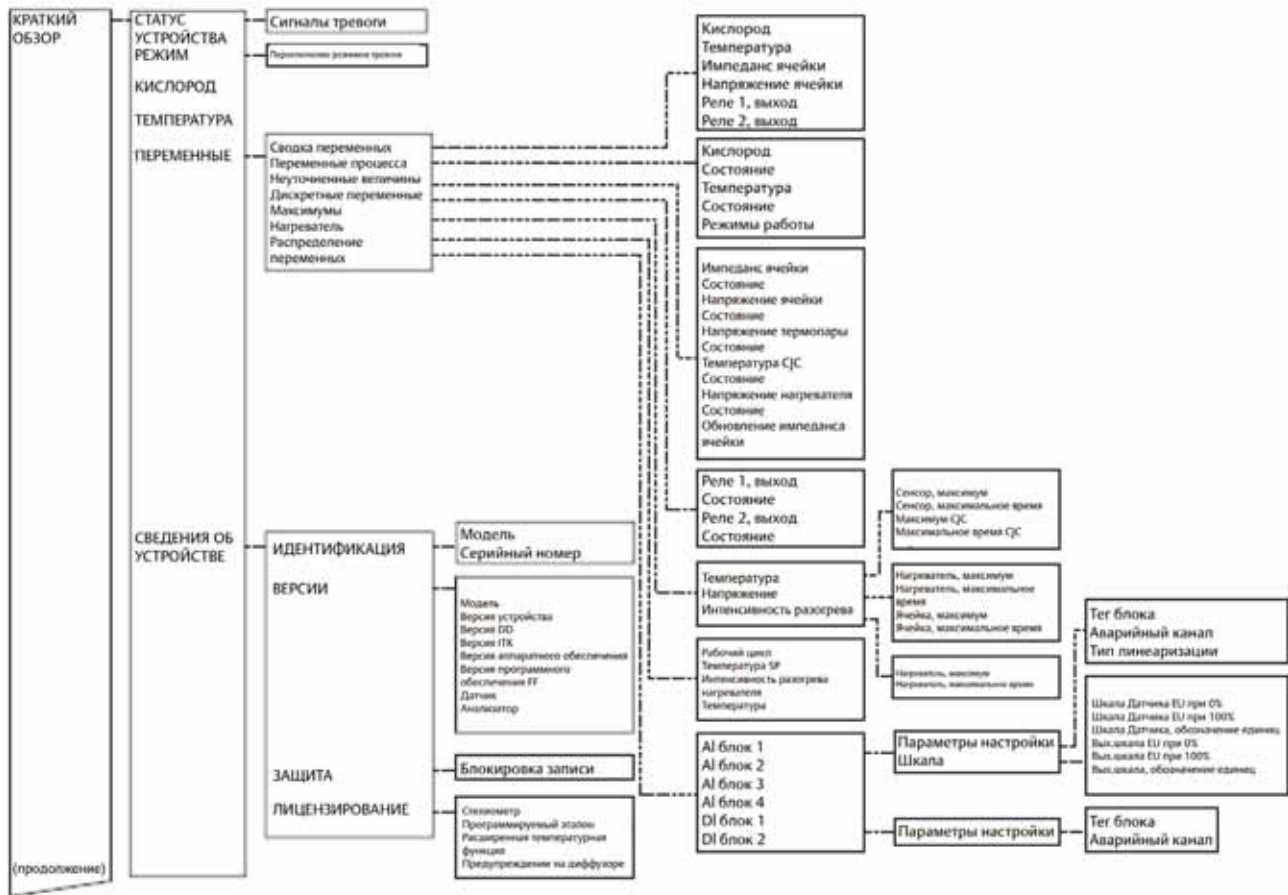 КРАТКИЙ
ОБЗОР
(продолжение)
СТАТУС
УСТРОЙСТВА
РЕЖИМ
КИСЛОРОД
ТЕМПЕРАТУРА
ПЕРЕМЕННЫЕ
СВЕДЕНИЯ ОБ
УСТРОЙСТВЕ
Сигналы тревоги
Переключение режимов тревоги
Сводка переменных
Переменные процесса
Неуточненные величины
Дискретные переменные
Максимумы
Нагреватель
Распределение
переменных
ИДЕНТИФИКАЦИЯ
ВЕРСИИ
ЗАЩИТА
ЛИЦЕНЗИРОВАНИЕ
Модель
Серийный номер
Модель
Версия устройства
Версия DD
Версия ITK
Версия аппаратного обеспечения
Версия программного
обеспечения FF
Датчик
Анализатор
Блокировка записи
Стехиометр
Программируемый эталон
Расширенная температурная
функция
Предупреждение на диффузоре
Кислород
Температура
Импеданс ячейки
Напряжение ячейки
Реле 1, выход
Реле 2, выход
Кислород
Состояние
Температура
Состояние
Режимы работы
Импеданс ячейки
Состояние
Напряжение ячейки
Состояние
Напряжение термопары
Состояние
Температура CJC
Состояние
Напряжение нагревателя
Состояние
Обновление импеданса
ячейки
Реле 1, выход
Состояние
Реле 2, выход
Состояние
Температура
Напряжение
Интенсивность разогрева
Рабочий цикл
Температура SP
Интенсивность разогрева
нагревателя
Температура
AI блок 1
AI блок 2
AI блок 3
AI блок 4
DI блок 1
DI блок 2
Сенсор, максимум
Сенсор, максимальное время
Максимум CJC
Максимальное время CJC
Нагреватель, максимум
Нагреватель, максимальное
время
Ячейка, максимум
Ячейка, максимальное время
Нагреватель, максимум
Нагреватель, максимальное время
Параметры настройки
Шкала
Параметры настройки
Тег блока
Аварийный канал
Тип линеаризации
Шкала Датчика EU при 0%
Шкала Датчика EU при 100%
Шкала Датчика, обозначение единиц
Вых.шкала EU при 0%
Вых.шкала EU при 100%
Вых.шкала, обозначение единиц
Тег блока
Аварийный канал